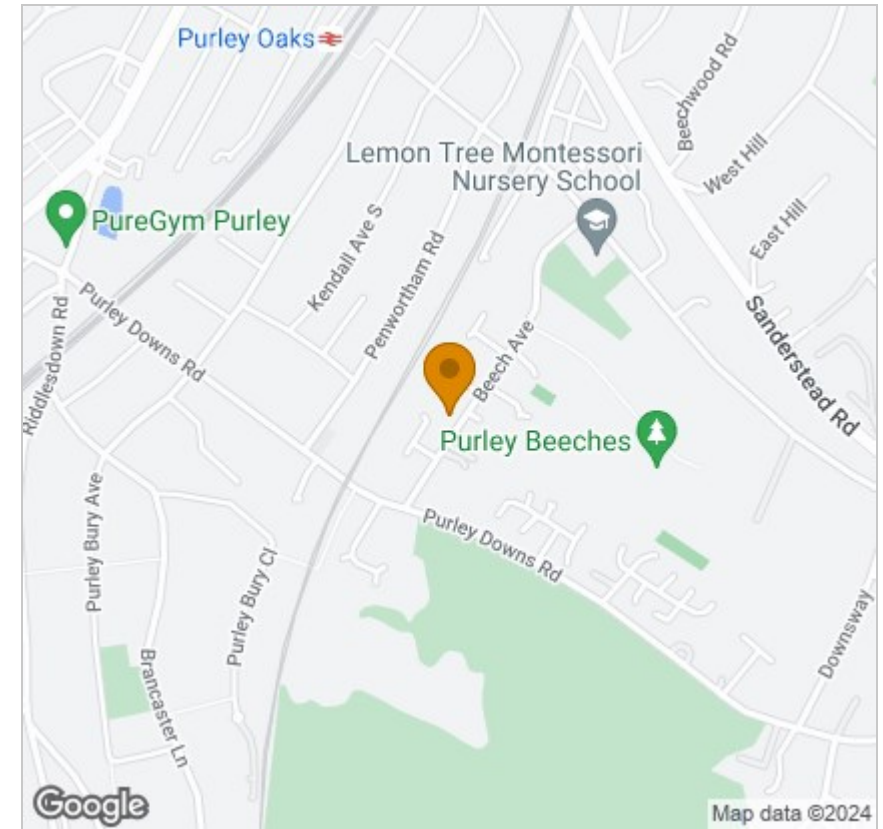 Purley Oaks
Beechwood Rd
West Hill
Lemon Tree Montessori
Nursery School
East Hill
PureGym Purley
Kendall Ave S
Penwortham Rd
Purley Downs Rd
Riddlesdown Rd
Beech Ave
Sanderstead Rd
Purley Beeches
Purley Downs Rd
Purley Bury Ave
Purley Bury Cl
Brancaster Ln
Downsway
Google
Map data ©2024